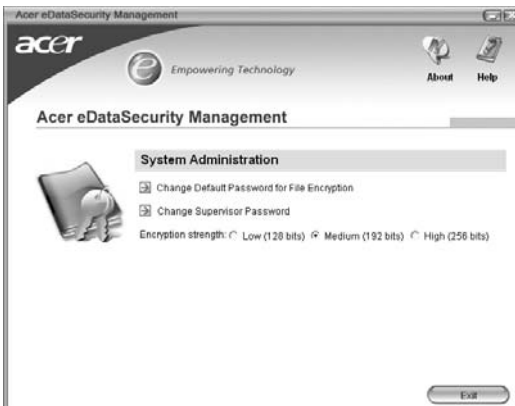 Acer eDataSecurity Management
acer
e Empowering Technology
About Help
Acer eDataSecurity Management
System Administration
Change Default Password for File Encryption
Change Supervisor Password
Encryption strength: Low (128 bits) Medium (192 bits) High (256 bits)
Exit